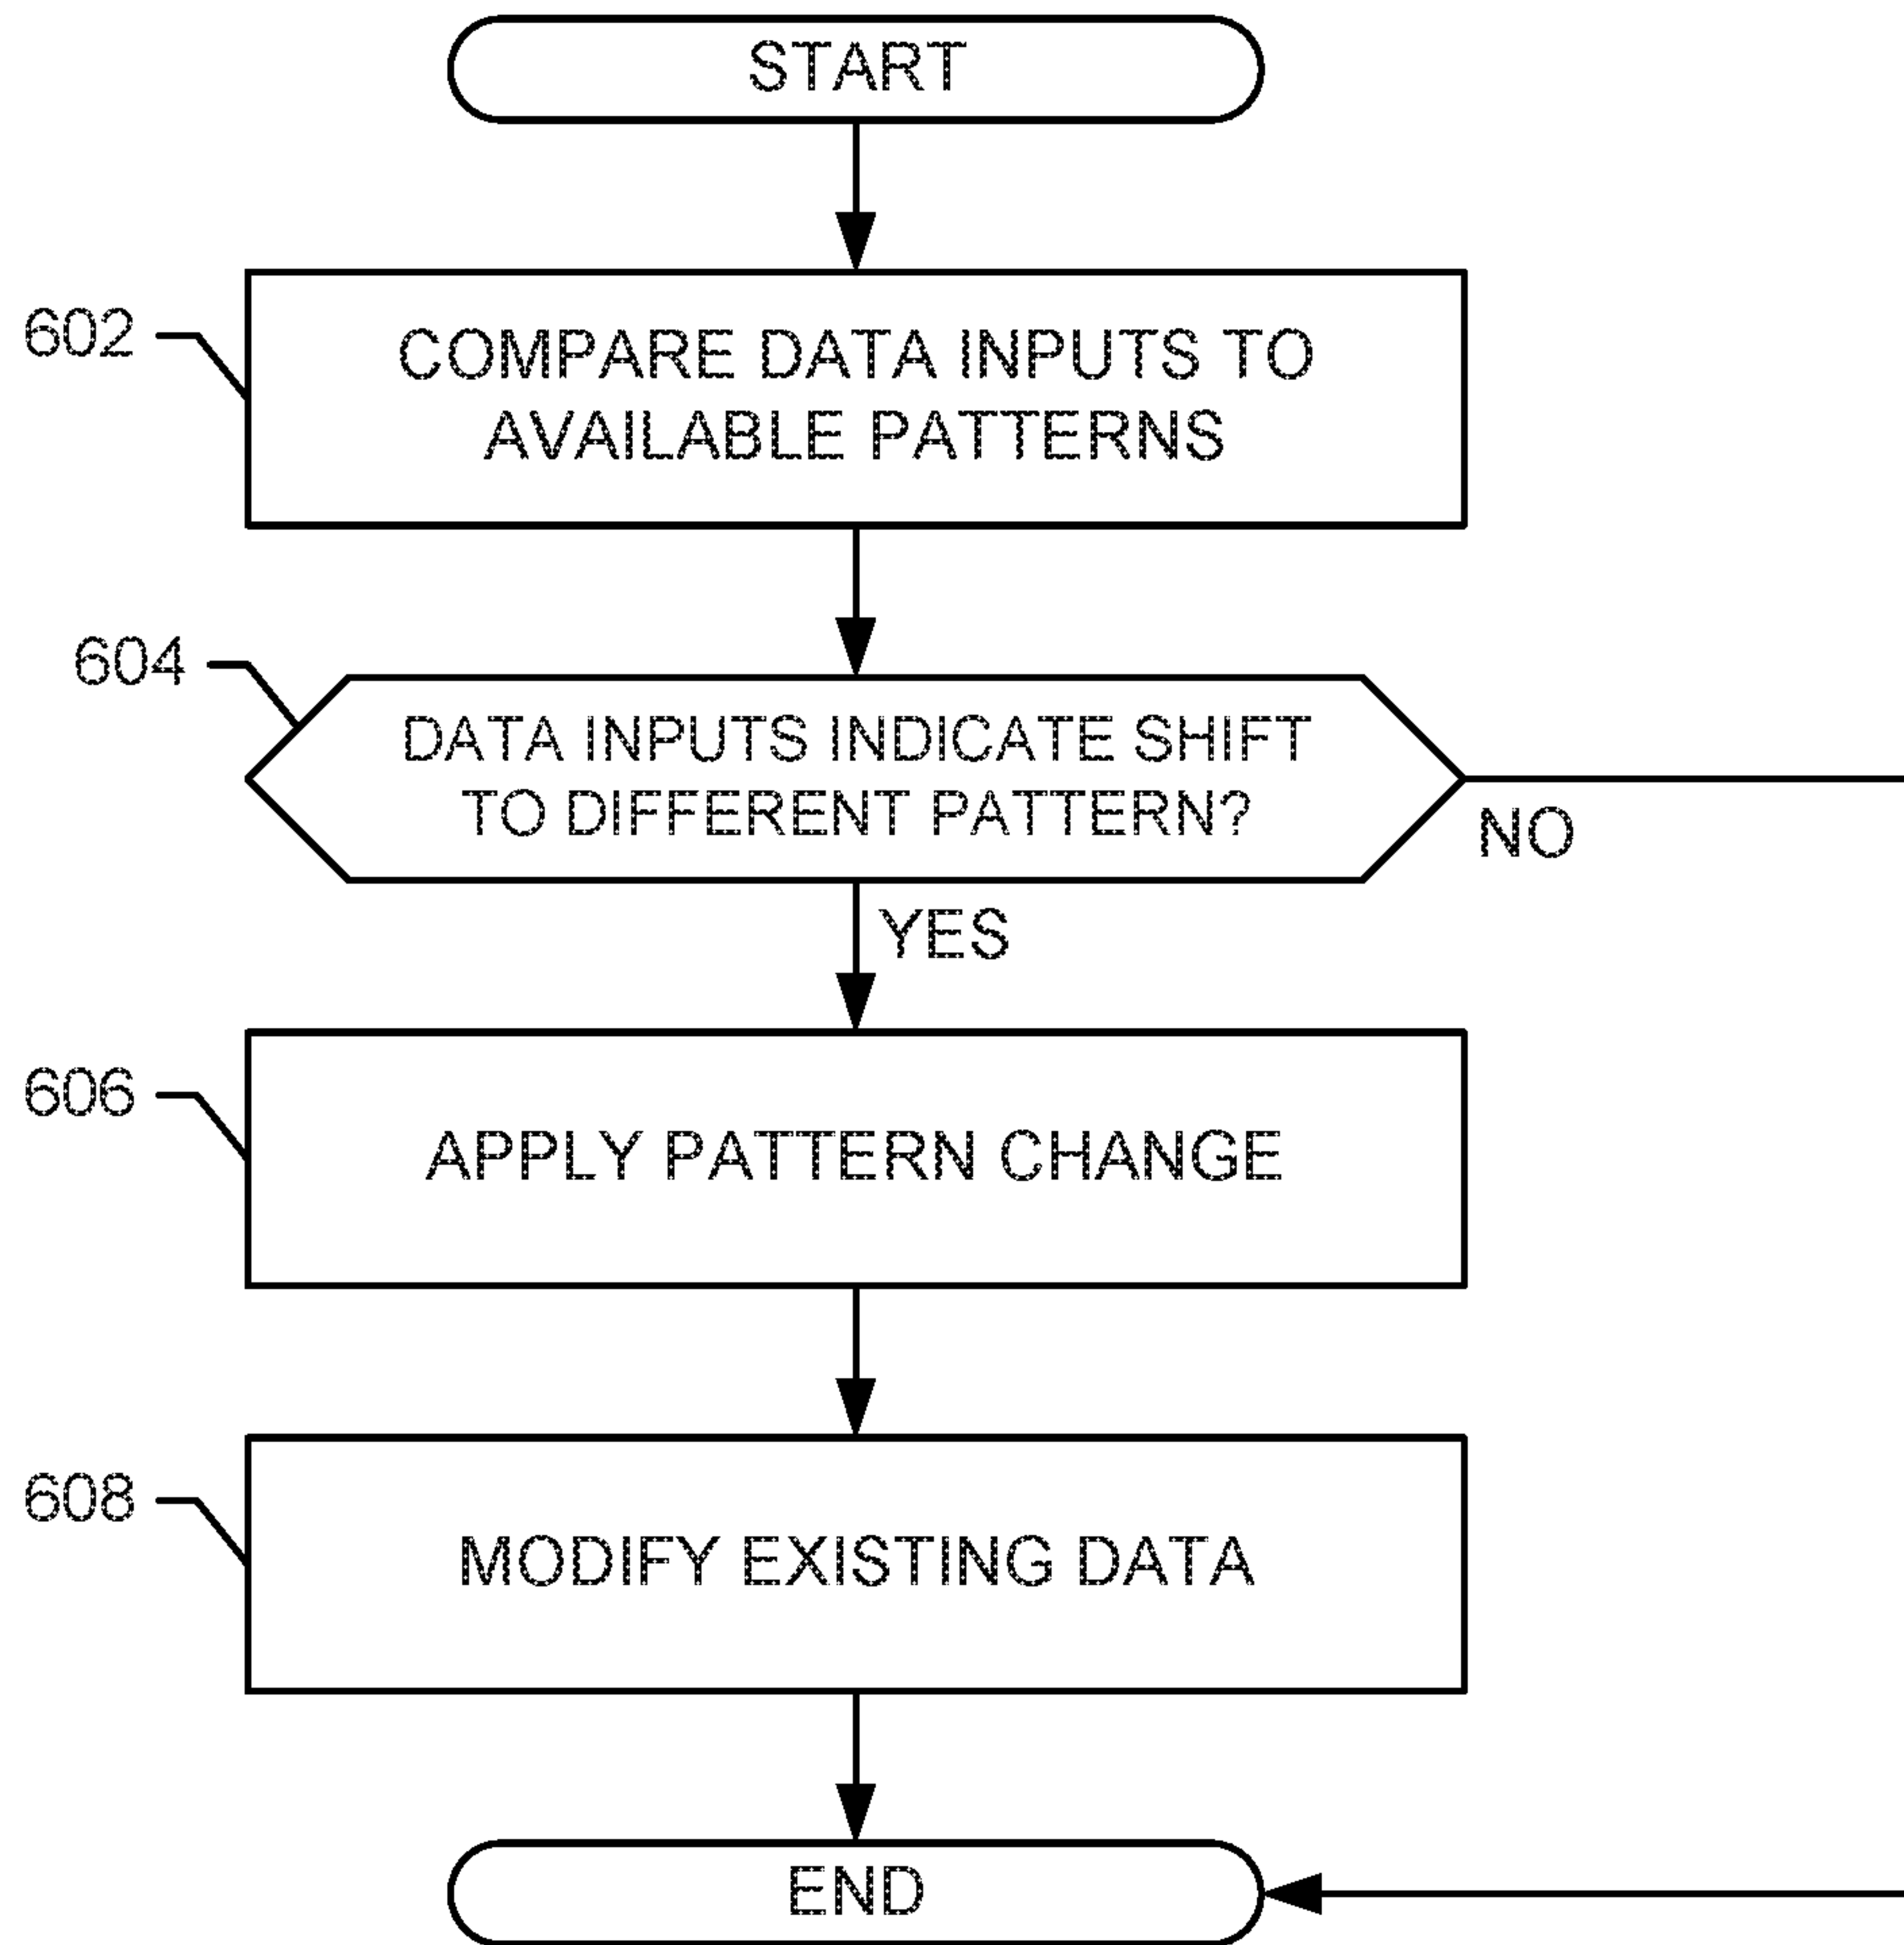 START
602
COMPARE DATA INPUTS TO
AVAILABLE PATTERNS
604
DATA INPUTS INDICATE SHIFT
TO DIFFERENT PATTERN?
NO
YES
606
APPLY PATTERN CHANGE
608
MODIFY EXISTING DATA
END